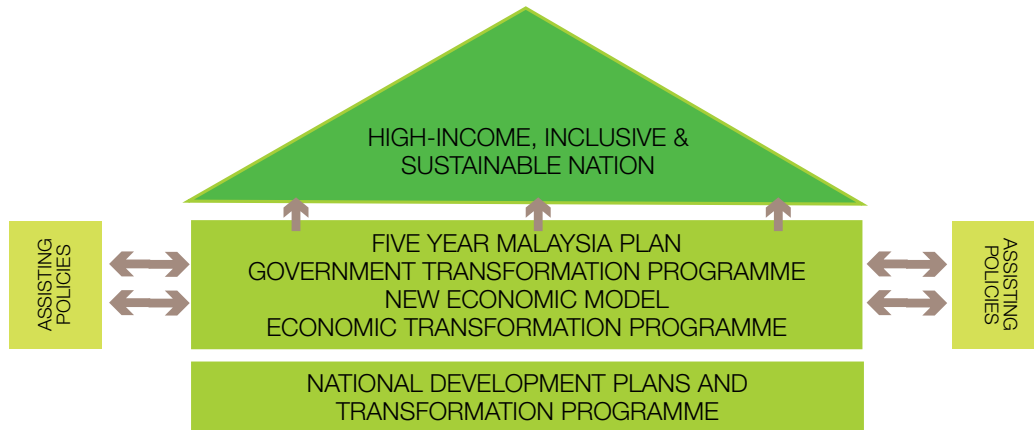 HIGH-INCOME, INCLUSIVE &
SUSTAINABLE NATION
ASSISTING
POLICIES
FIVE YEAR MALAYSIA PLAN
GOVERNMENT TRANSFORMATION PROGRAMME
NEW ECONOMIC MODEL
ECONOMIC TRANSFORMATION PROGRAMME
ASSISTING
POLICIES
NATIONAL DEVELOPMENT PLANS AND
TRANSFORMATION PROGRAMME